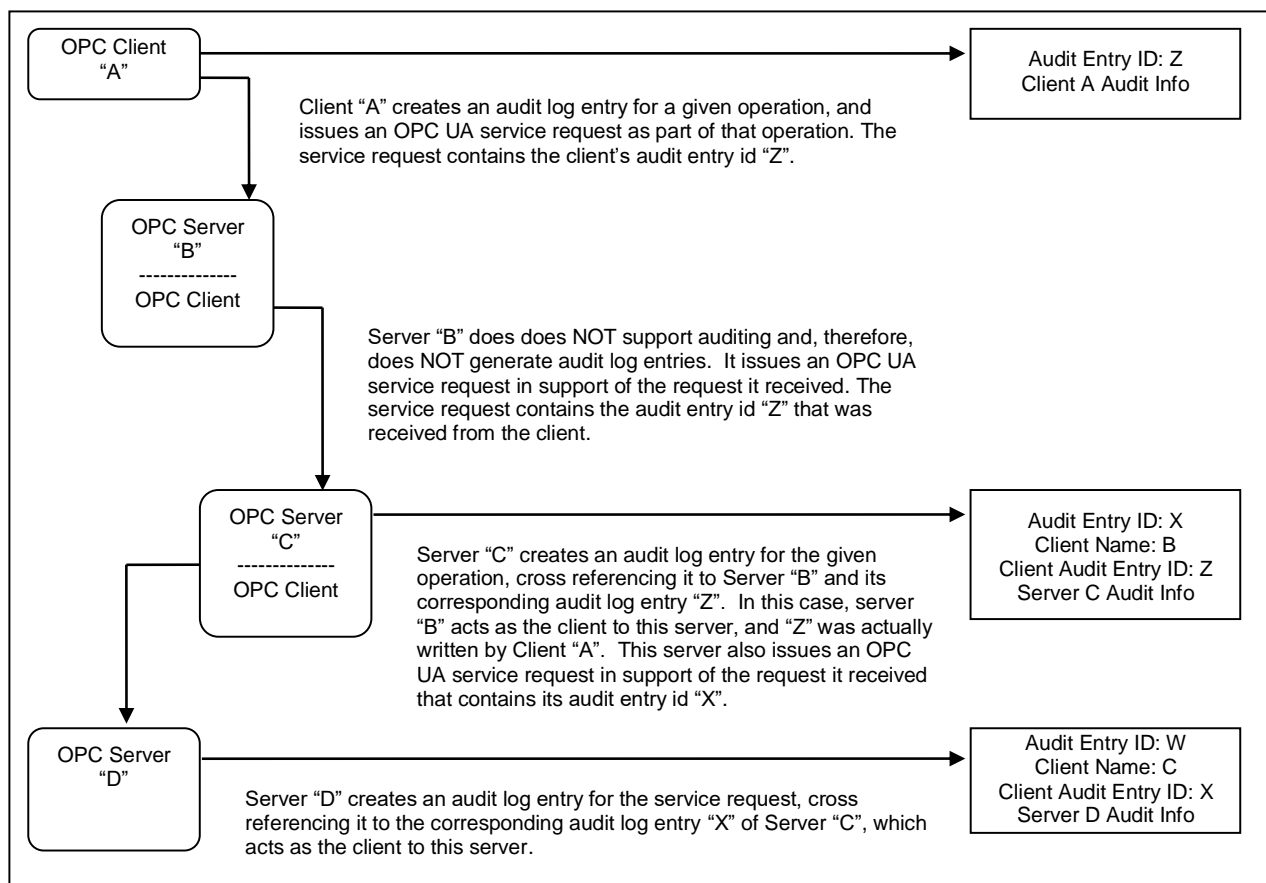 OPC Client
“A”
Audit Entry ID: Z
Client A Audit Info
Client “A” creates an audit log entry for a given operation, and
issues an OPC UA service request as part of that operation. The
service request contains the client’s audit entry id “Z”.
OPC Server
“B”
--------------
OPC Client
Server “B” does does NOT support auditing and, therefore,
does NOT generate audit log entries.  It issues an OPC UA
service request in support of the request it received. The
service request contains the audit entry id “Z” that was
received from the client.
OPC Server
“C”
--------------
OPC Client
Audit Entry ID: X
Client Name: B
Client Audit Entry ID: Z
Server C Audit Info
Server “C” creates an audit log entry for the given
operation, cross referencing it to Server “B” and its
corresponding audit log entry “Z”.  In this case, server
“B” acts as the client to this server, and “Z” was actually
written by Client “A”.  This server also issues an OPC
UA service request in support of the request it received
that contains its audit entry id “X”.
OPC Server
“D”
Audit Entry ID: W
Client Name: C
Client Audit Entry ID: X
Server D Audit Info
Server “D” creates an audit log entry for the service request, cross
referencing it to the corresponding audit log entry “X” of Server “C”, which
acts as the client to this server.